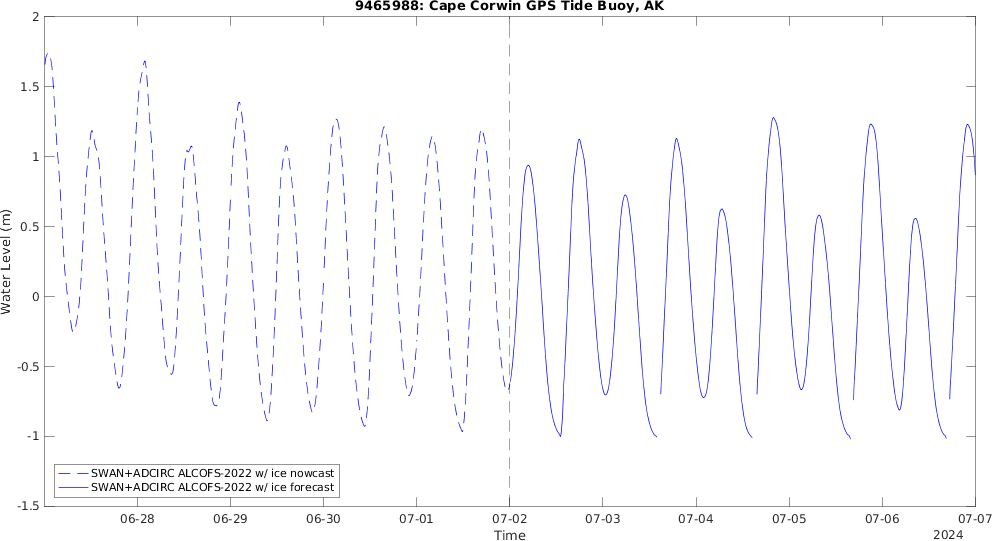 9465988: Cape Corwin GPS Tide Buoy, AK
2
1.5
1
0.5
0
-0.5
-1
-1.5
Water Level (m)
SWAN+ADCIRC ALCOFS-2022 w/ ice nowcast
SWAN+ADCIRC ALCOFS-2022 w/ ice forecast
06-28 06-29 06-30 07-01 07-02 07-03 07-04 07-05 07-06 07-07
Time
2024